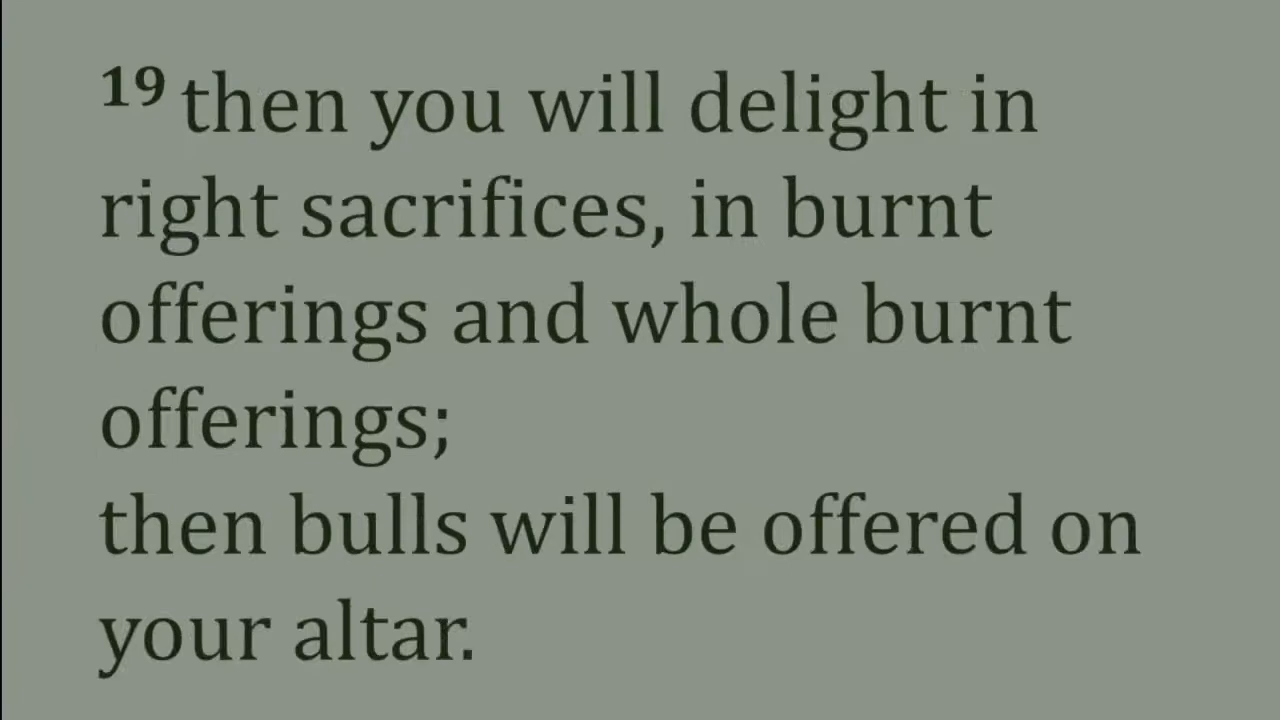 19 then you will delight in
right sacrifices, in burnt
offerings and whole burnt
offerings;
then bulls will be offered on
your altar.